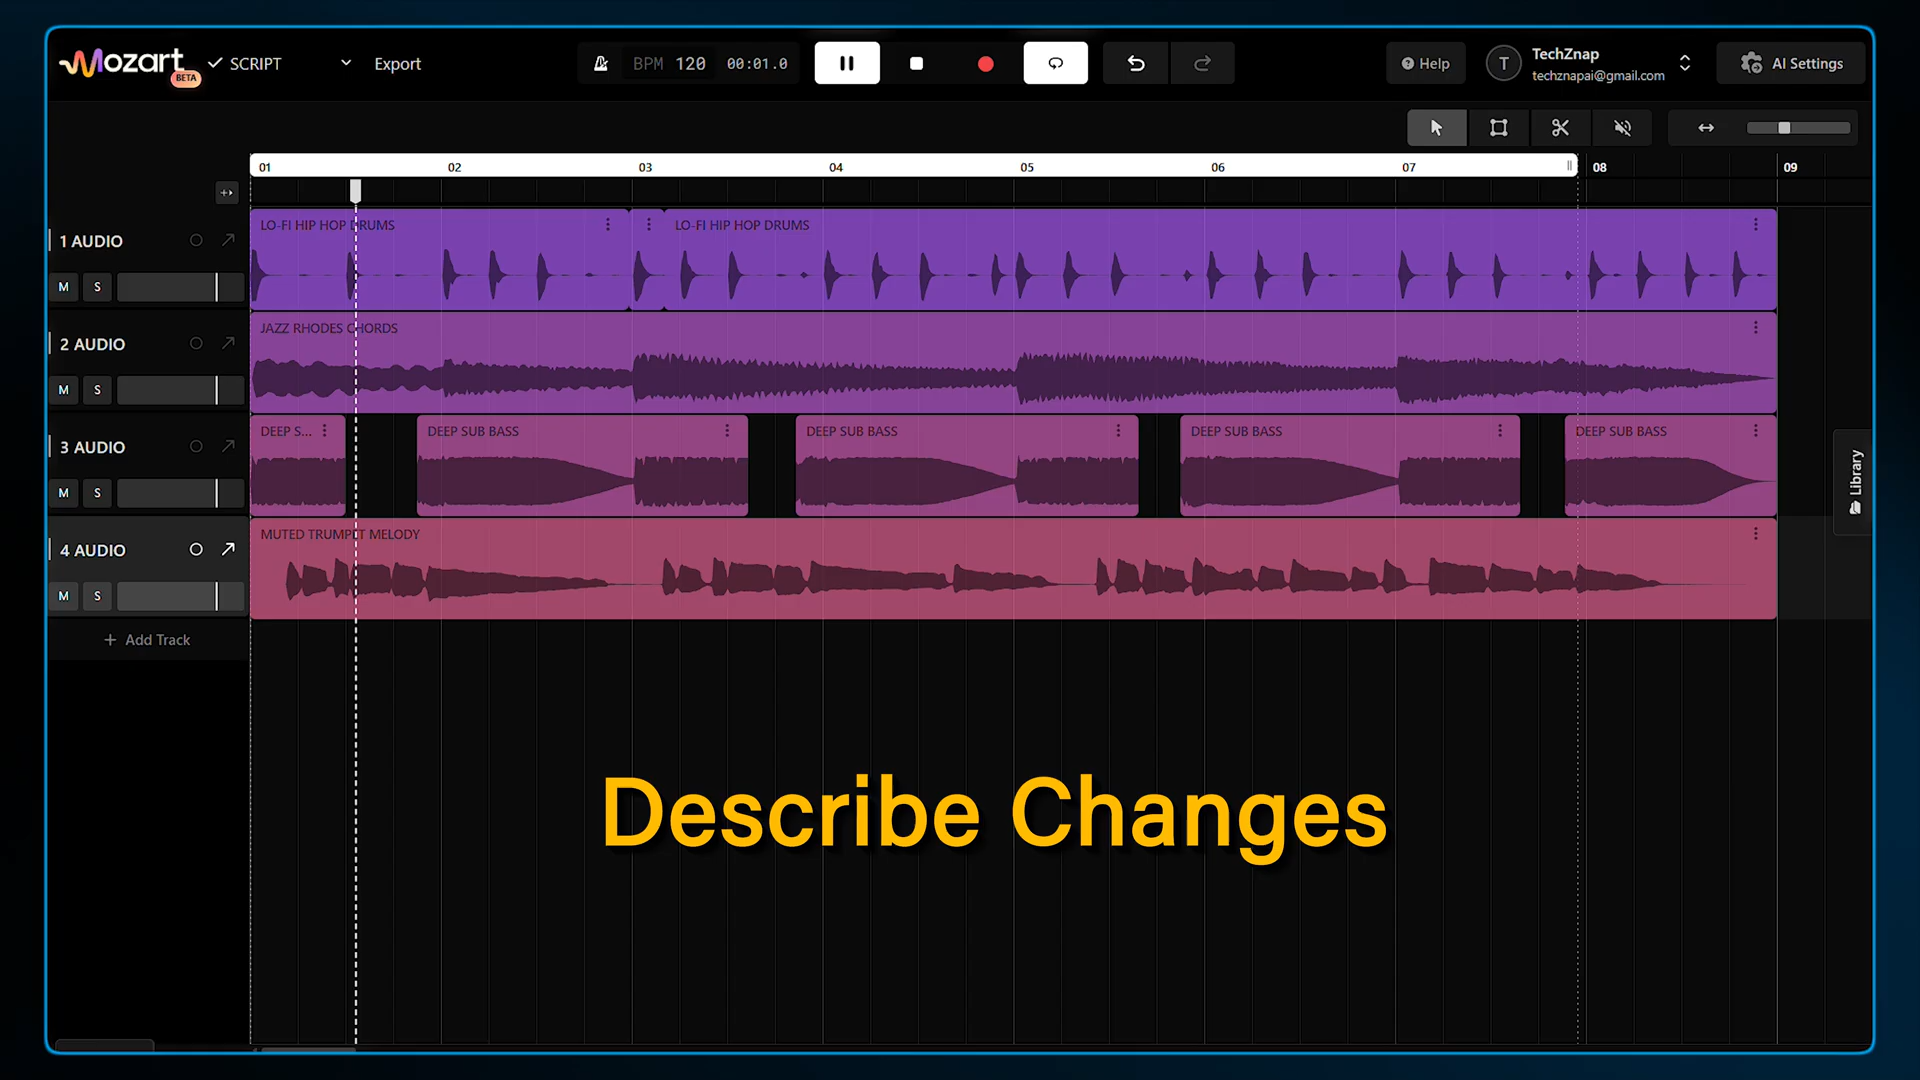 Mozart
BETA
SCRIPT
Export
BPM 120 00:01.0
Help
T
TechZnap
techznapai@gmail.com
AI Settings
01 02 03 04 05 06 07 08 09
1 AUDIO
M S
LO-FI HIP HOP DRUMS
LO-FI HIP HOP DRUMS
2 AUDIO
M S
JAZZ RHODES CHORDS
3 AUDIO
M S
DEEP S...
DEEP SUB BASS
DEEP SUB BASS
DEEP SUB BASS
DEEP SUB BASS
4 AUDIO
M S
MUTED TRUMPET MELODY
Library
+ Add Track
Describe Changes